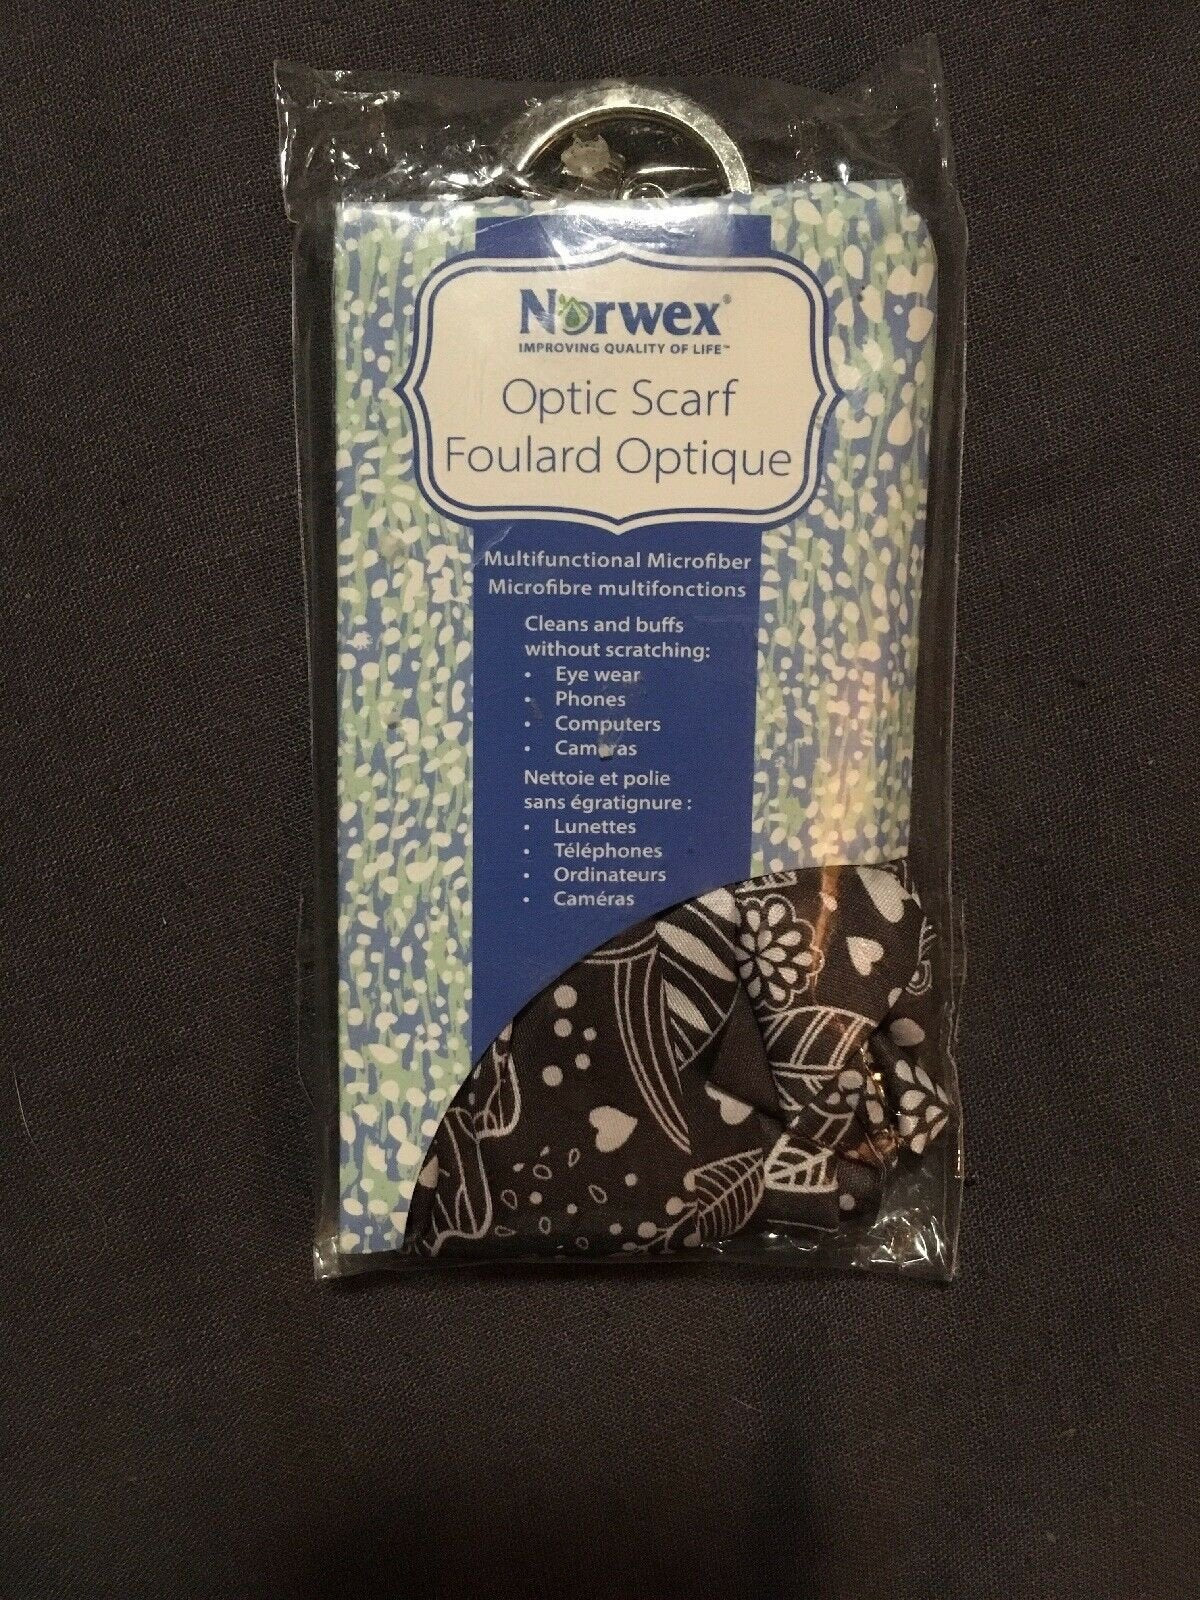 Norwex®
IMPROVING QUALITY OF LIFE™
Optic Scarf
Foulard Optique
Multifunctional Microfiber
Microfibre multifonctions
Cleans and buffs
without scratching:
• Eye wear
• Phones
• Computers
• Cameras
Nettoie et polie
sans égratignure :
• Lunettes
• Téléphones
• Ordinateurs
• Caméras